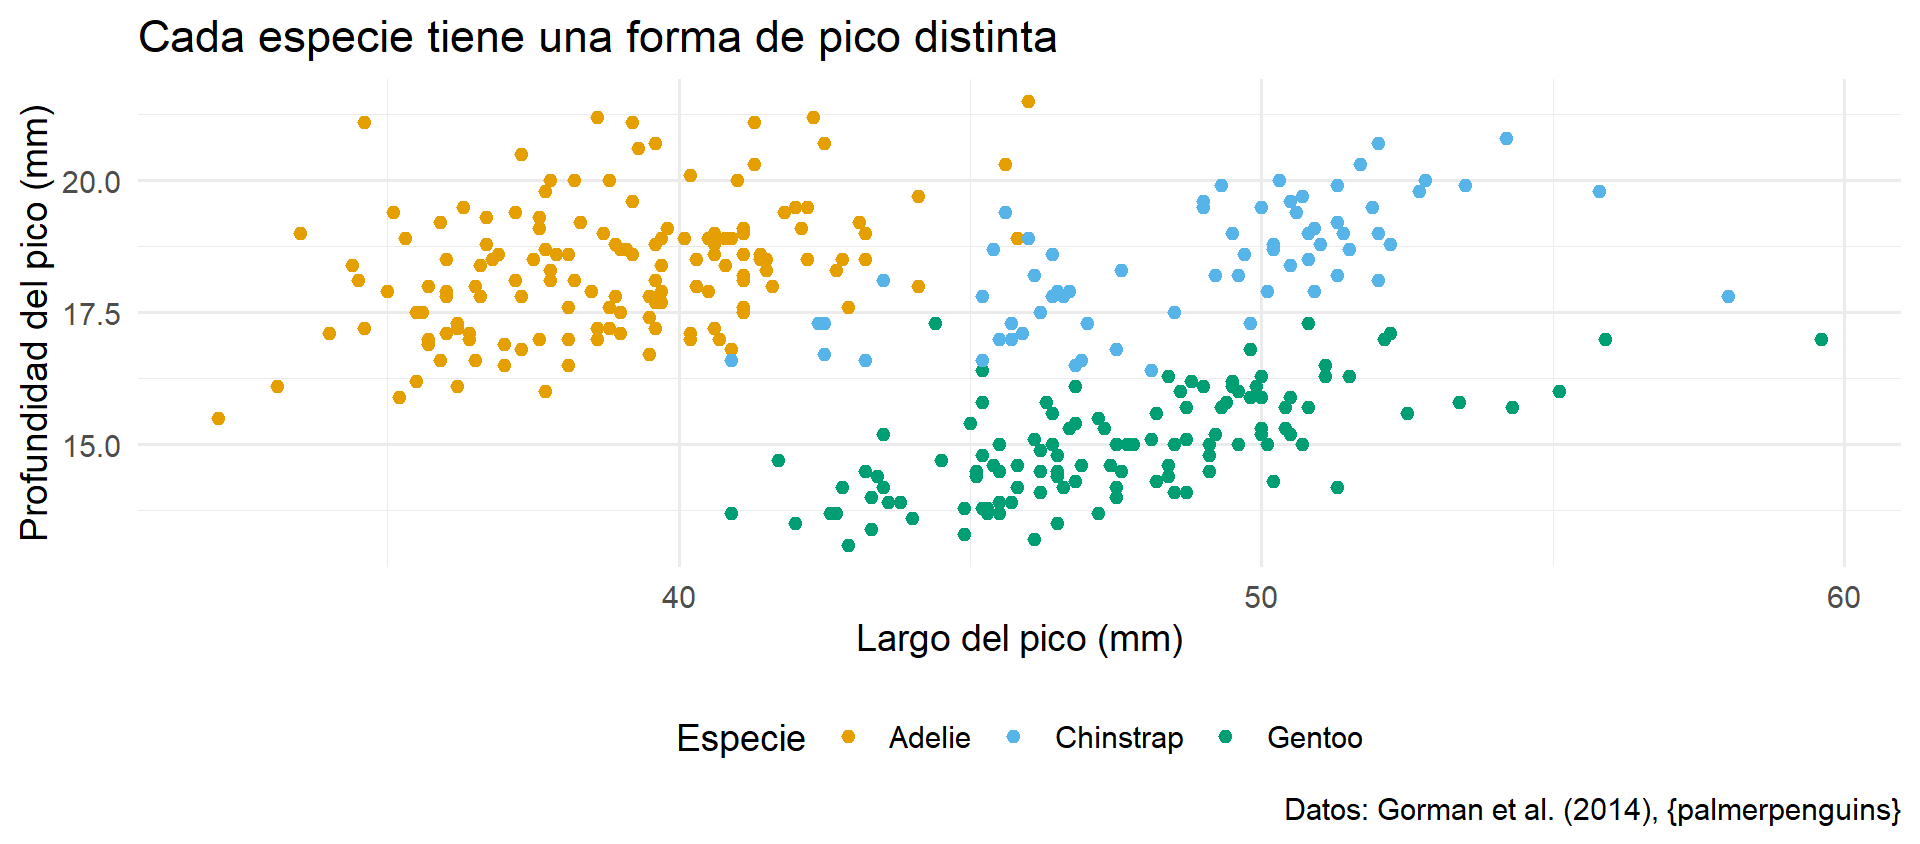 Cada especie tiene una forma de pico distinta
Profundidad del pico (mm)
20.0
17.5
15.0
40 50 60
Largo del pico (mm)
Especie Adelie Chinstrap Gentoo
Datos: Gorman et al. (2014), {palmerpenguins}